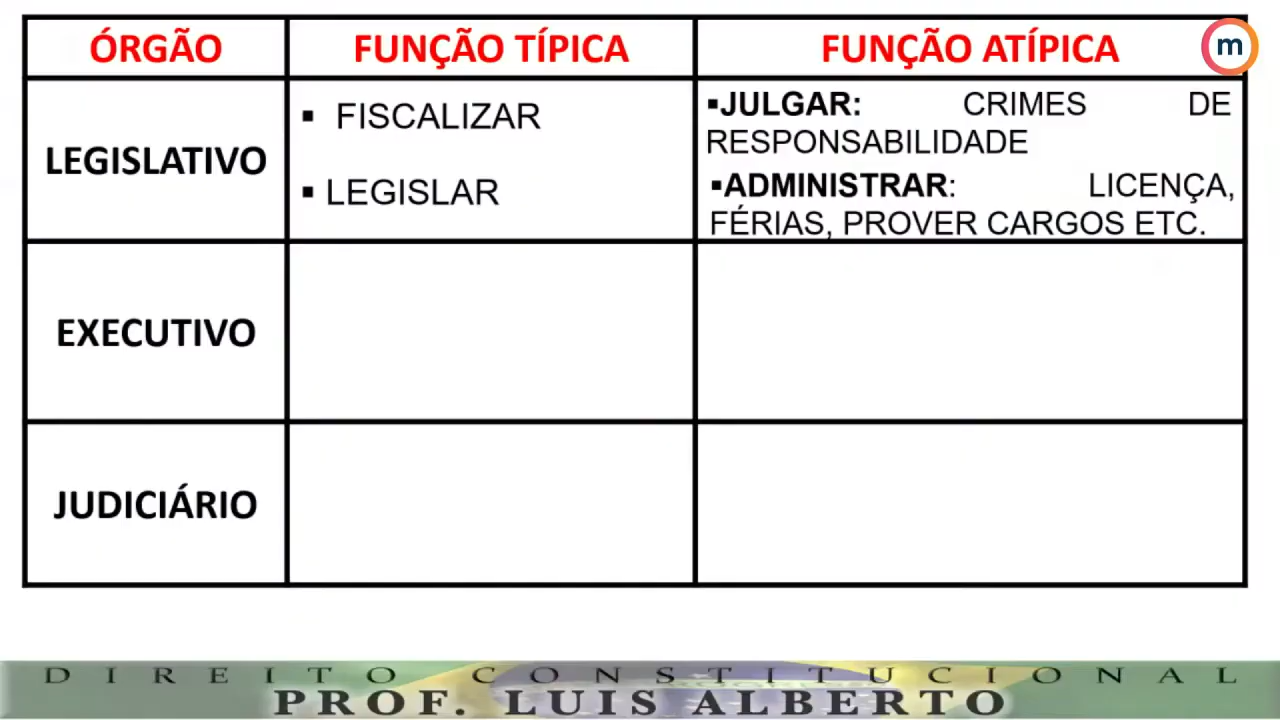 ÓRGÃO FUNÇÃO TÍPICA FUNÇÃO ATÍPICA
m
LEGISLATIVO
▪ FISCALIZAR
▪ LEGISLAR
▪JULGAR: CRIMES DE
RESPONSABILIDADE
▪ADMINISTRAR: LICENÇA,
FÉRIAS, PROVER CARGOS ETC.
EXECUTIVO
JUDICIÁRIO
DIREITO CONSTITUCIONAL
PROF. LUIS ALBERTO